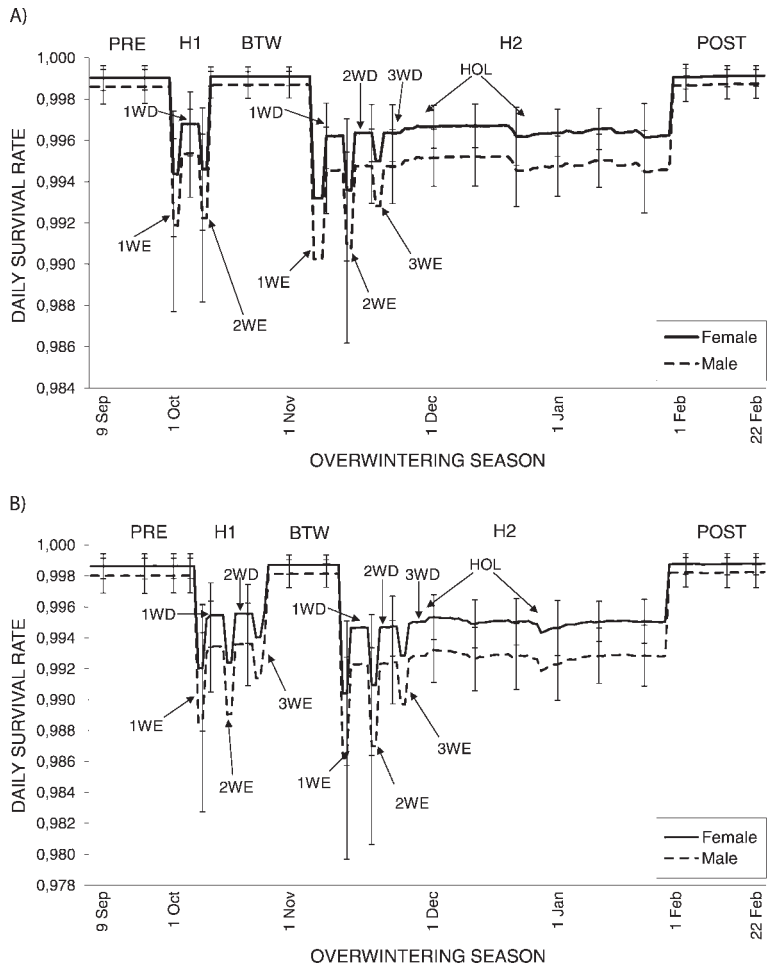 A)
PRE H1 BTW H2 POST
1,000
0,998
0,996
0,994
0,992
0,990
0,988
0,986
0,984
DAILY SURVIVAL RATE
1WD
1WE
2WE
1WD
2WD
3WD
HOL
1WE
2WE
3WE
Female
Male
9 Sep
1 Oct
1 Nov
1 Dec
1 Jan
1 Feb
22 Feb
OVERWINTERING SEASON
B)
PRE H1 BTW H2 POST
1,000
0,998
0,996
0,994
0,992
0,990
0,988
0,986
0,984
0,982
0,980
0,978
DAILY SURVIVAL RATE
1WD
2WD
1WE
2WE
3WE
1WD
2WD
3WD
HOL
1WE
2WE
3WE
Female
Male
9 Sep
1 Oct
1 Nov
1 Dec
1 Jan
1 Feb
22 Feb
OVERWINTERING SEASON